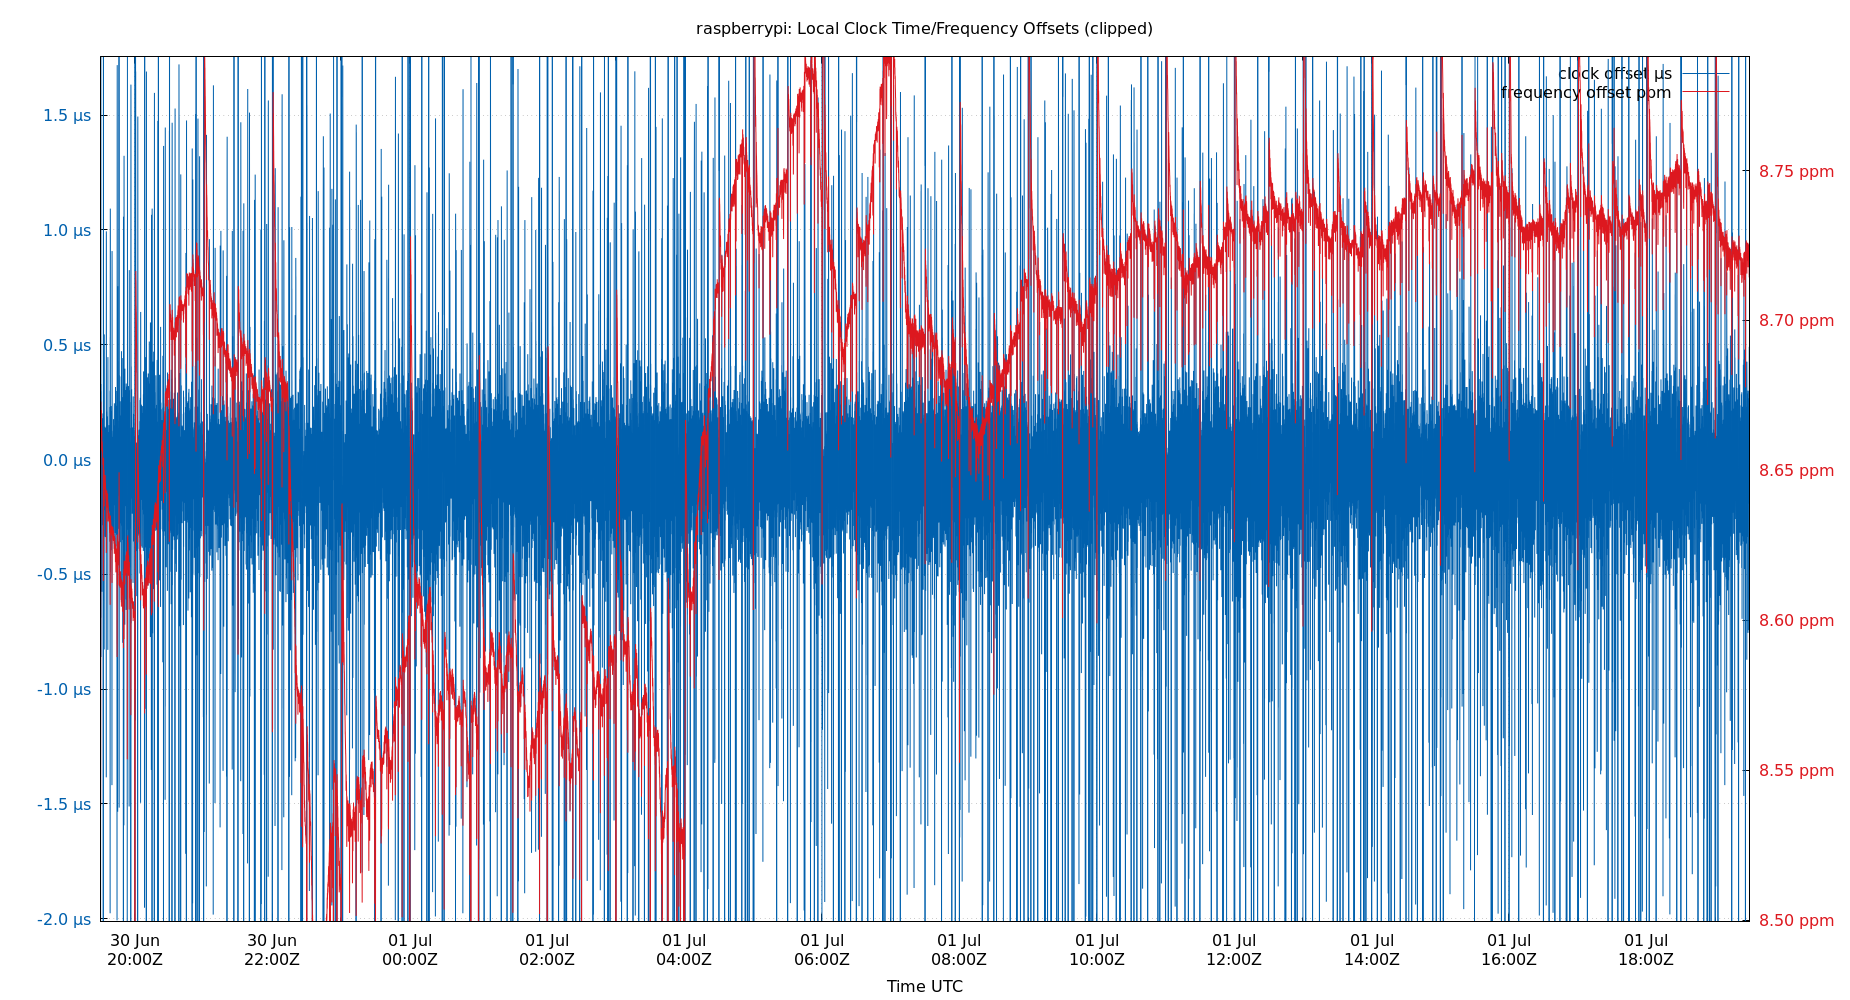 raspberrypi: Local Clock Time/Frequency Offsets (clipped)
clock offset µs
frequency offset ppm
1.5 µs
1.0 µs
0.5 µs
0.0 µs
-0.5 µs
-1.0 µs
-1.5 µs
-2.0 µs
8.75 ppm
8.70 ppm
8.65 ppm
8.60 ppm
8.55 ppm
8.50 ppm
30 Jun 30 Jun 01 Jul 01 Jul 01 Jul 01 Jul 01 Jul 01 Jul 01 Jul 01 Jul 01 Jul 01 Jul
20:00Z 22:00Z 00:00Z 02:00Z 04:00Z 06:00Z 08:00Z 10:00Z 12:00Z 14:00Z 16:00Z 18:00Z
Time UTC